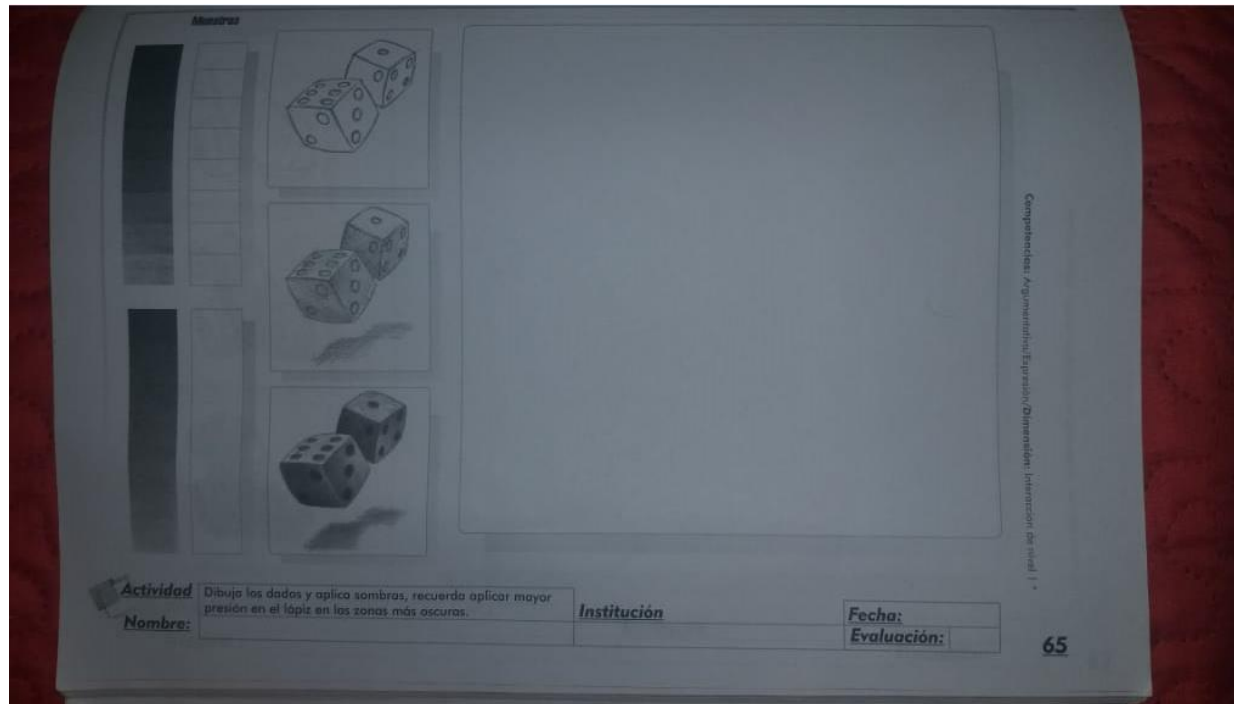 Muestras
Actividad
Dibuja los dados y aplica sombras, recuerda aplicar mayor
presión en el lápiz en las zonas más oscuras.
Nombre:
Institución
Fecha:
Evaluación:
65
Competencias: Argumentativa/Expresión/Dimensión: Interacción de nivel 1